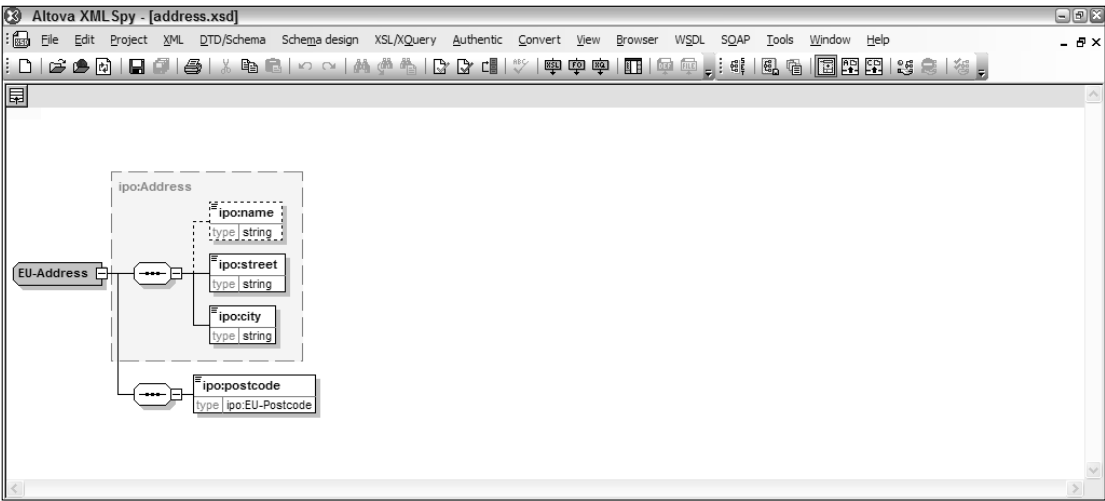 Altova XMLSpy - [address.xsd]
File Edit Project XML DTD/Schema Schema design XSL/XQuery Authentic Convert View Browser WSDL SOAP Tools Window Help
ipo:Address
ipo:name
type string
EU-Address
ipo:street
type string
ipo:city
type string
ipo:postcode
type ipo:EU-Postcode